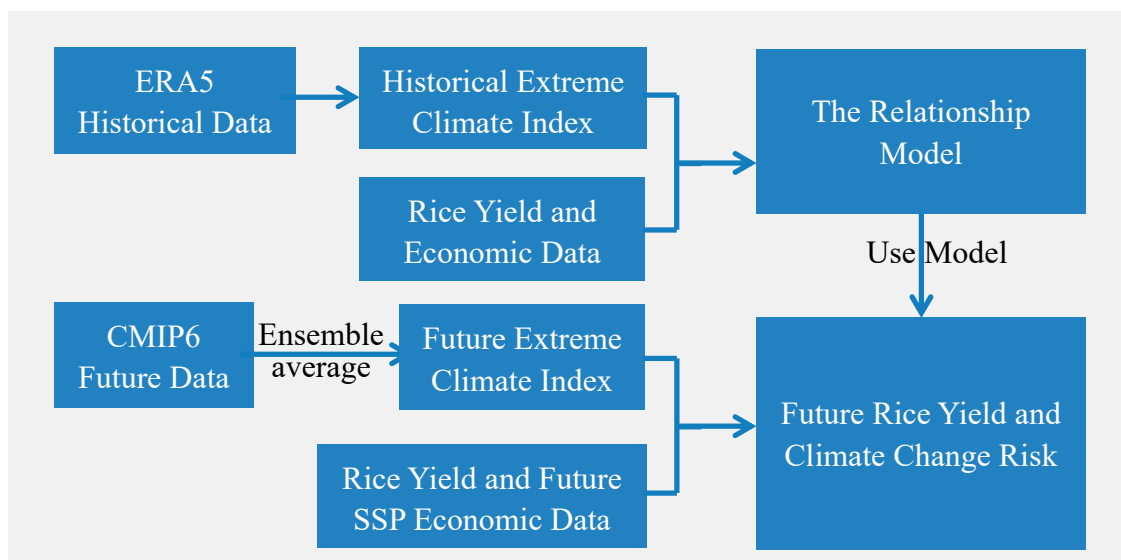 ERA5
Historical Data
Historical Extreme
Climate Index
The Relationship
Model
Rice Yield and
Economic Data
Use Model
CMIP6
Future Data
Ensemble
average
Future Extreme
Climate Index
Future Rice Yield and
Climate Change Risk
Rice Yield and Future
SSP Economic Data